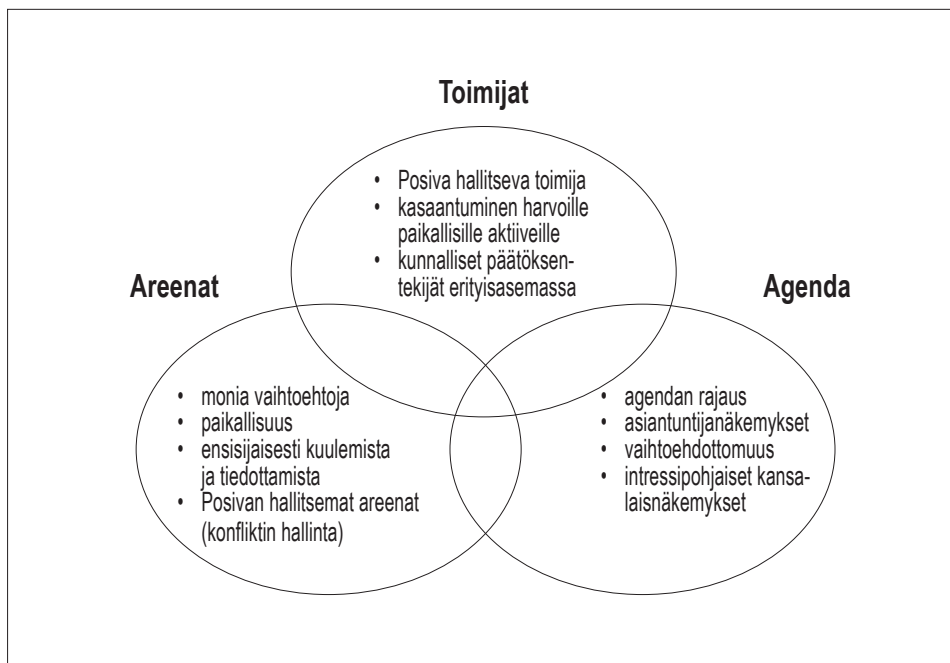 Toimijat
• Posiva hallitseva toimija
• kasaantuminen harvoille
paikallisille aktiiveille
• kunnalliset päätöksen-
tekijät erityisasemassa
Areenat
• monia vaihtoehtoja
• paikallisuus
• ensisijaisesti kuulemista
ja tiedottamista
• Posivan hallitsemat areenat
(konfliktin hallinta)
Agenda
• agendan rajaus
• asiantuntijanäkemykset
• vaihtoehdottomuus
• intressipohjaiset kansa-
laisnäkemykset